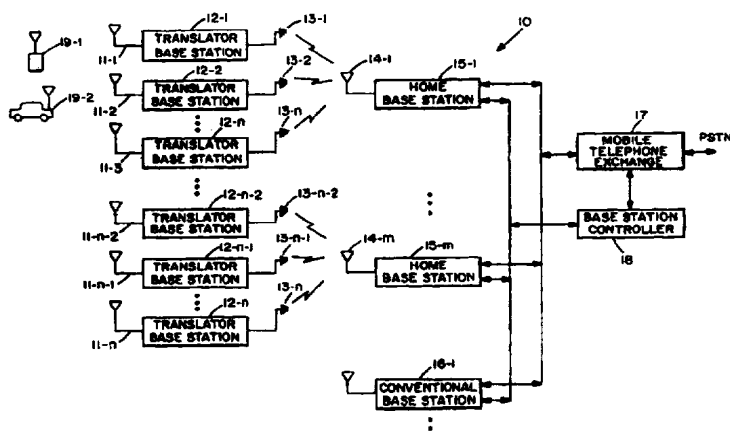 10
12-1
13-1
19-1
TRANSLATOR
BASE STATION
11-1
14-1
15-1
HOME
BASE STATION
12-2
13-2
19-2
TRANSLATOR
BASE STATION
11-2
12-n
13-n
TRANSLATOR
BASE STATION
11-3
17
MOBILE
TELEPHONE
EXCHANGE
PSTN
12-n-2
13-n-2
TRANSLATOR
BASE STATION
11-n-2
BASE STATION
CONTROLLER
18
12-n-1
13-n-1
14-m
15-m
TRANSLATOR
BASE STATION
11-n-1
HOME
BASE STATION
12-n
13-n
TRANSLATOR
BASE STATION
11-n
16-1
CONVENTIONAL
BASE STATION